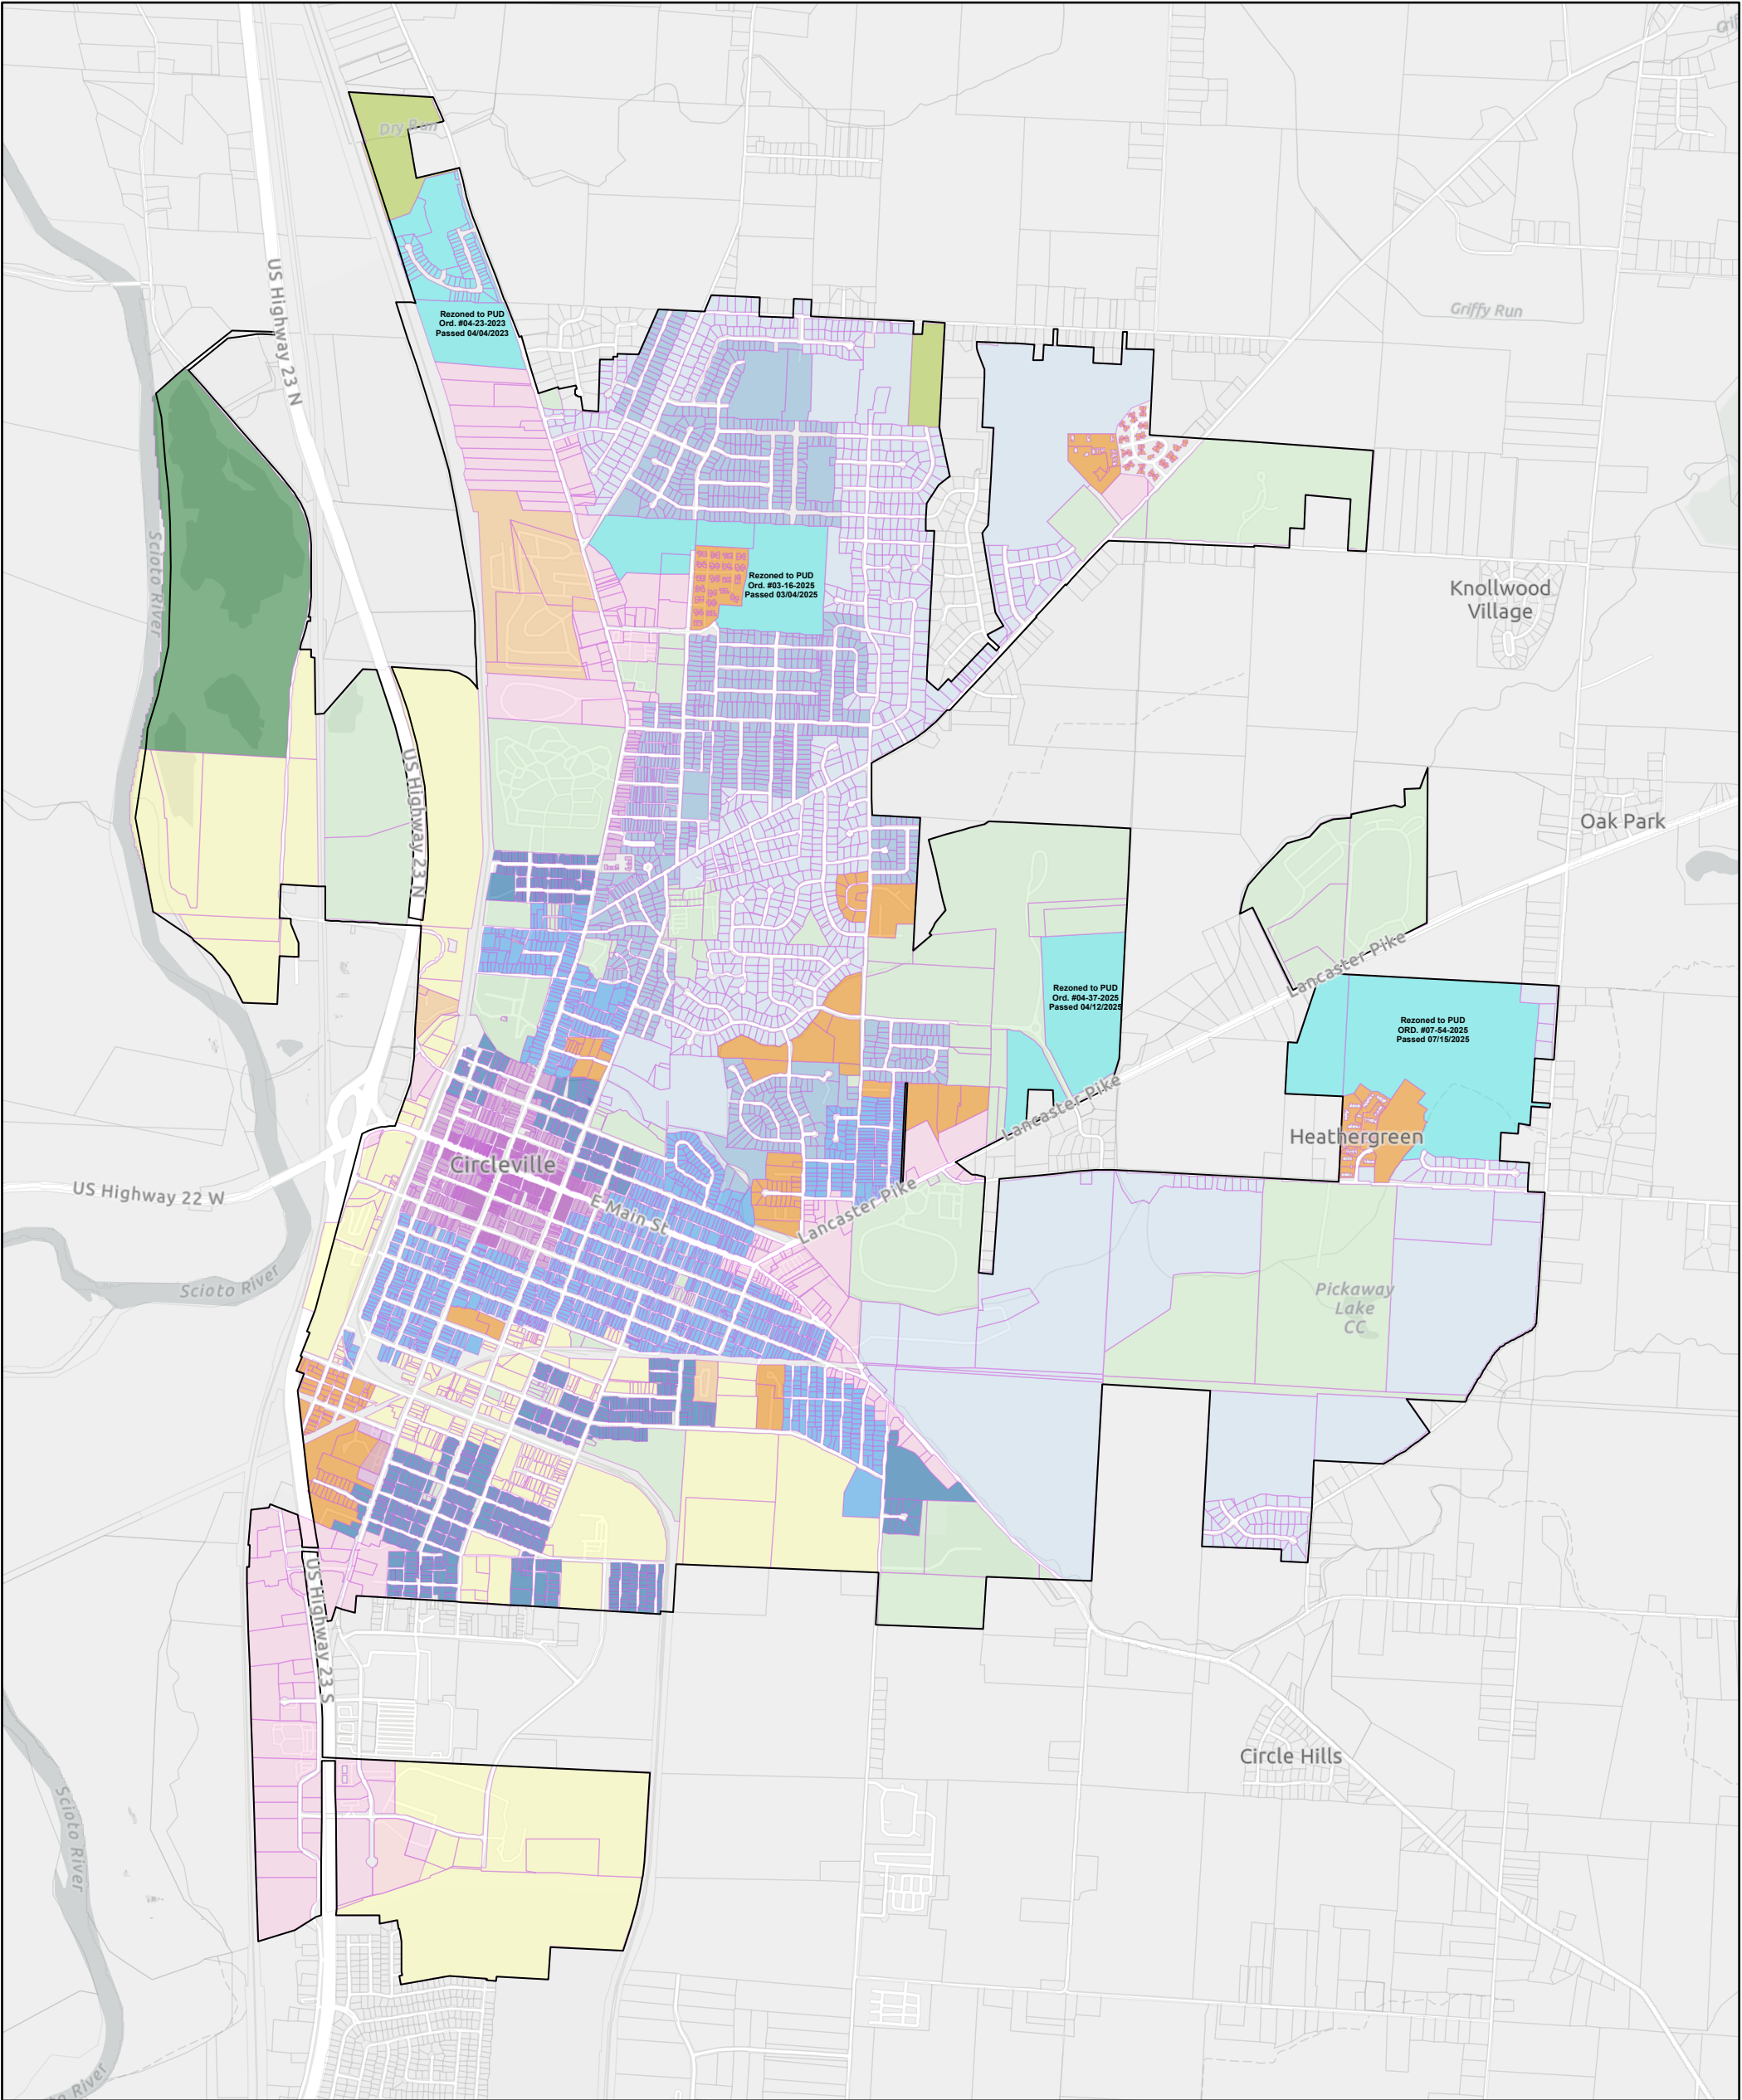 Dry Run
US Highway 23 N
Rezoned to PUD
Ord. #04-23-2023
Passed 04/04/2023
Griffy Run
Scioto River
Rezoned to PUD
Ord. #03-16-2025
Passed 03/04/2025
Knollwood
Village
US Highway 23 N
Oak Park
Lancaster Pike
Rezoned to PUD
Ord. #04-37-2025
Passed 04/12/2025
Rezoned to PUD
ORD. #07-54-2025
Passed 07/15/2025
Lancaster Pike
Heathergreen
Circleville
US Highway 22 W
E Main St
Lancaster Pike
Scioto River
Pickaway
Lake
CC
US Highway 23 S
Circle Hills
Scioto River
River